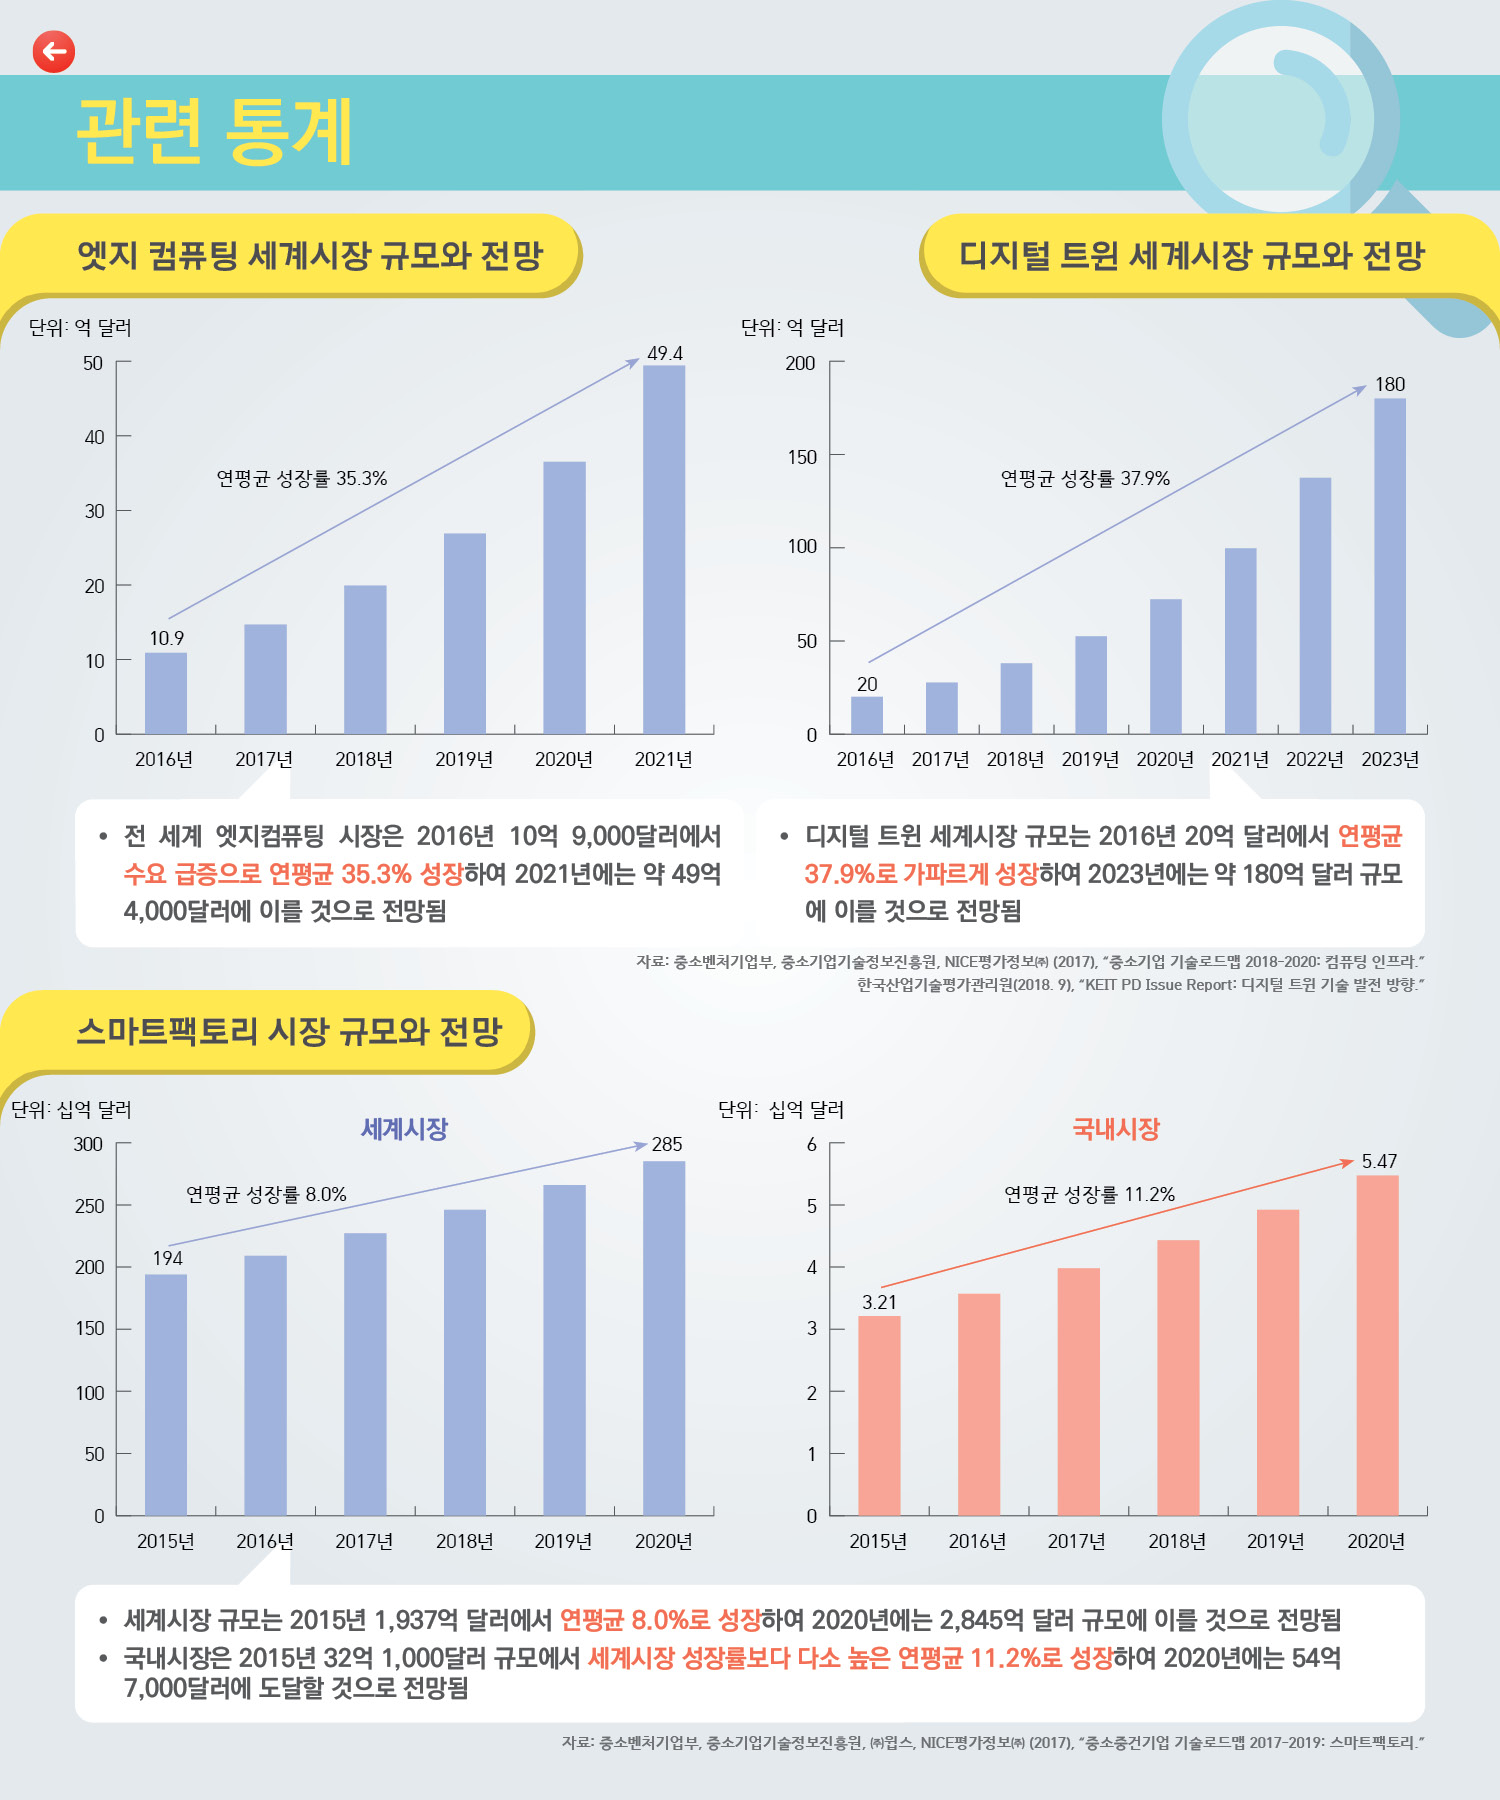 관련 통계
엣지 컴퓨팅 세계시장 규모와 전망
단위: 억 달러
50
40
30
20
10
0
10.9
49.4
연평균 성장률 35.3%
2016년 2017년 2018년 2019년 2020년 2021년
• 전 세계 엣지컴퓨팅 시장은 2016년 10억 9,000달러에서
수요 급증으로 연평균 35.3% 성장하여 2021년에는 약 49억
4,000달러에 이를 것으로 전망됨
디지털 트윈 세계시장 규모와 전망
단위: 억 달러
200
150
100
50
0
20
180
연평균 성장률 37.9%
2016년 2017년 2018년 2019년 2020년 2021년 2022년 2023년
• 디지털 트윈 세계시장 규모는 2016년 20억 달러에서 연평균
37.9%로 가파르게 성장하여 2023년에는 약 180억 달러 규모
에 이를 것으로 전망됨
자료: 중소벤처기업부, 중소기업기술정보진흥원, NICE평가정보㈜ (2017), “중소기업 기술로드맵 2018-2020: 컴퓨팅 인프라.”
한국산업기술평가관리원(2018. 9), “KEIT PD Issue Report: 디지털 트윈 기술 발전 방향.”
스마트팩토리 시장 규모와 전망
단위: 십억 달러
세계시장
300
250
200
150
100
50
0
194
285
연평균 성장률 8.0%
2015년 2016년 2017년 2018년 2019년 2020년
단위: 십억 달러
국내시장
6
5
4
3
2
1
0
3.21
5.47
연평균 성장률 11.2%
2015년 2016년 2017년 2018년 2019년 2020년
• 세계시장 규모는 2015년 1,937억 달러에서 연평균 8.0%로 성장하여 2020년에는 2,845억 달러 규모에 이를 것으로 전망됨
• 국내시장은 2015년 32억 1,000달러 규모에서 세계시장 성장률보다 다소 높은 연평균 11.2%로 성장하여 2020년에는 54억
7,000달러에 도달할 것으로 전망됨
자료: 중소벤처기업부, 중소기업기술정보진흥원, ㈜윕스, NICE평가정보㈜ (2017), “중소중견기업 기술로드맵 2017-2019: 스마트팩토리.”